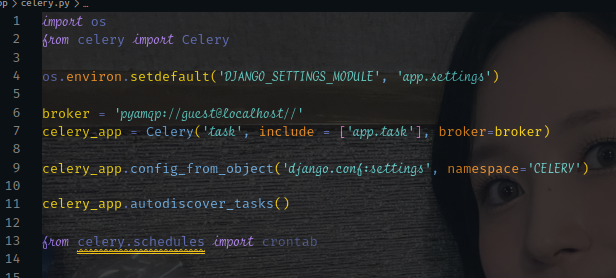 pp > celery.py > _
1 import os
2 from celery import Celery
3
4 os.environ.setdefault('DJANGO_SETTINGS_MODULE', 'app.settings')
5
6 broker = 'pyamqp://guest@localhost//'
7 celery_app = Celery('task', include = ['app.task'], broker=broker)
8
9 celery_app.config_from_object('django.conf:settings', namespace='CELERY')
10
11 celery_app.autodiscover_tasks()
12
13 from celery.schedules import crontab
14
15